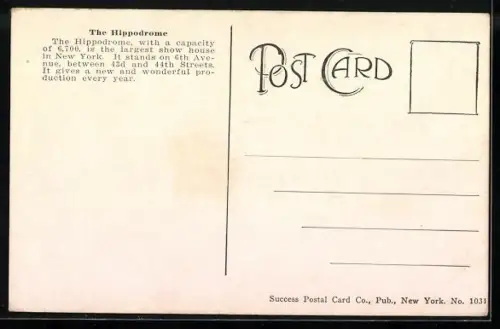 The Hippodrome
The Hippodrome, with a capacity
of 6,700, is the largest show house
in New York. It stands on 6th Ave-
nue, between 43d and 44th Streets.
It gives a new and wonderful pro-
duction every year.
POST CARD
Success Postal Card Co., Pub., New York. No. 1031